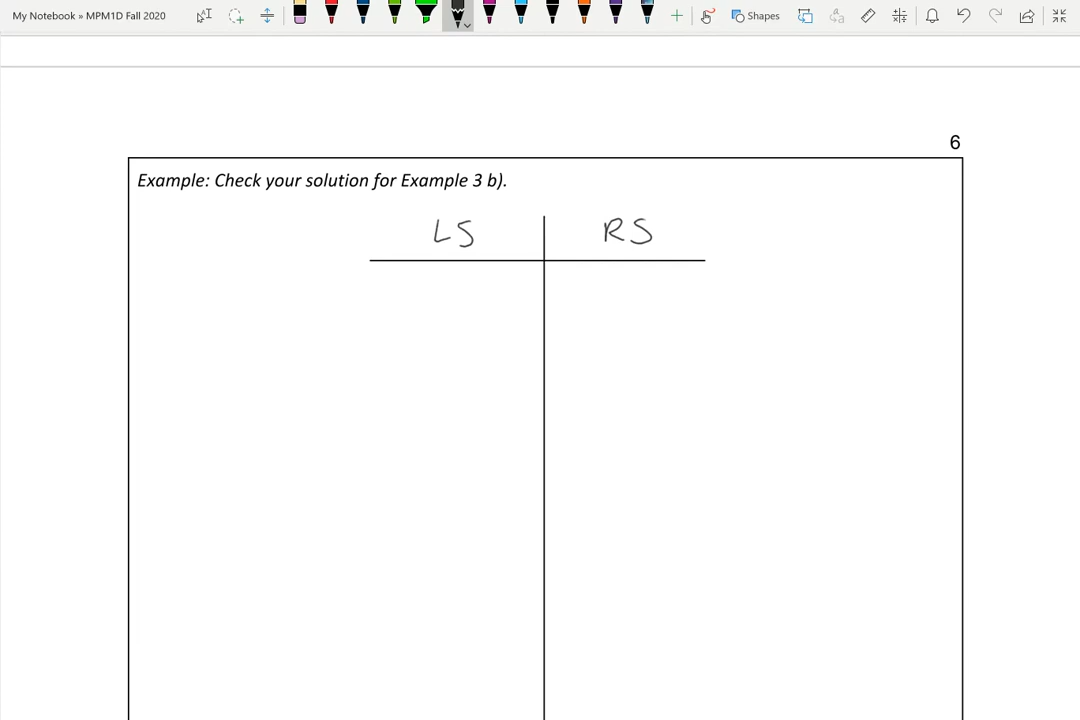 My Notebook » MPM1D Fall 2020
Shapes
6
Example: Check your solution for Example 3 b).
LS RS